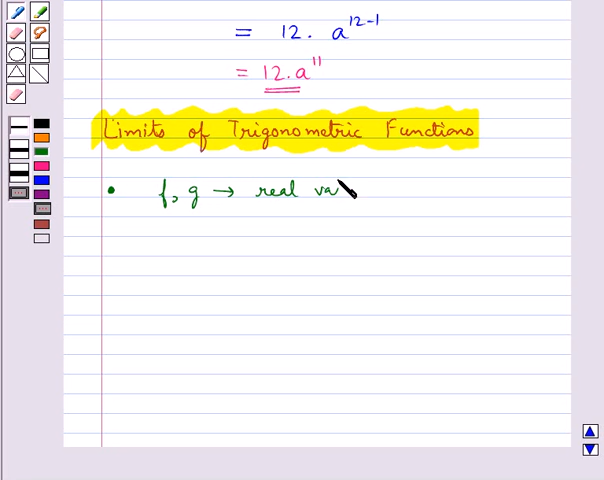 = 12. a^{12-1}
= 12. a^{11}
Limits of Trigonometric Functions
• f, g → real va